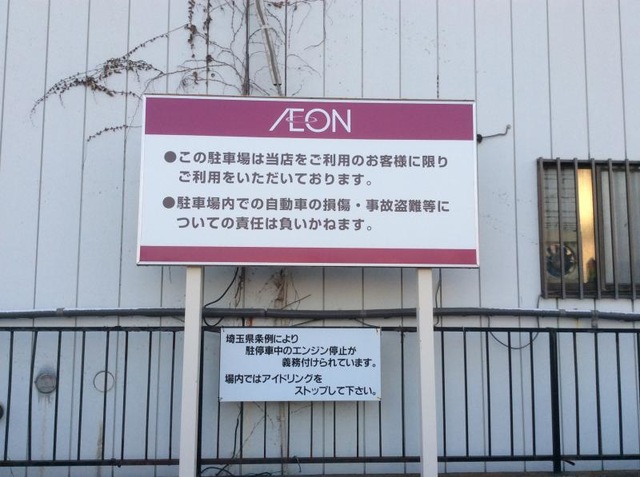 ÆON
●この駐車場は当店をご利用のお客様に限り
ご利用をいただいております。
●駐車場内での自動車の損傷・事故盗難等に
ついての責任は負いかねます。
埼玉県条例により
駐停車中のエンジン停止が
義務付けられています。
場内ではアイドリングを
ストップして下さい。